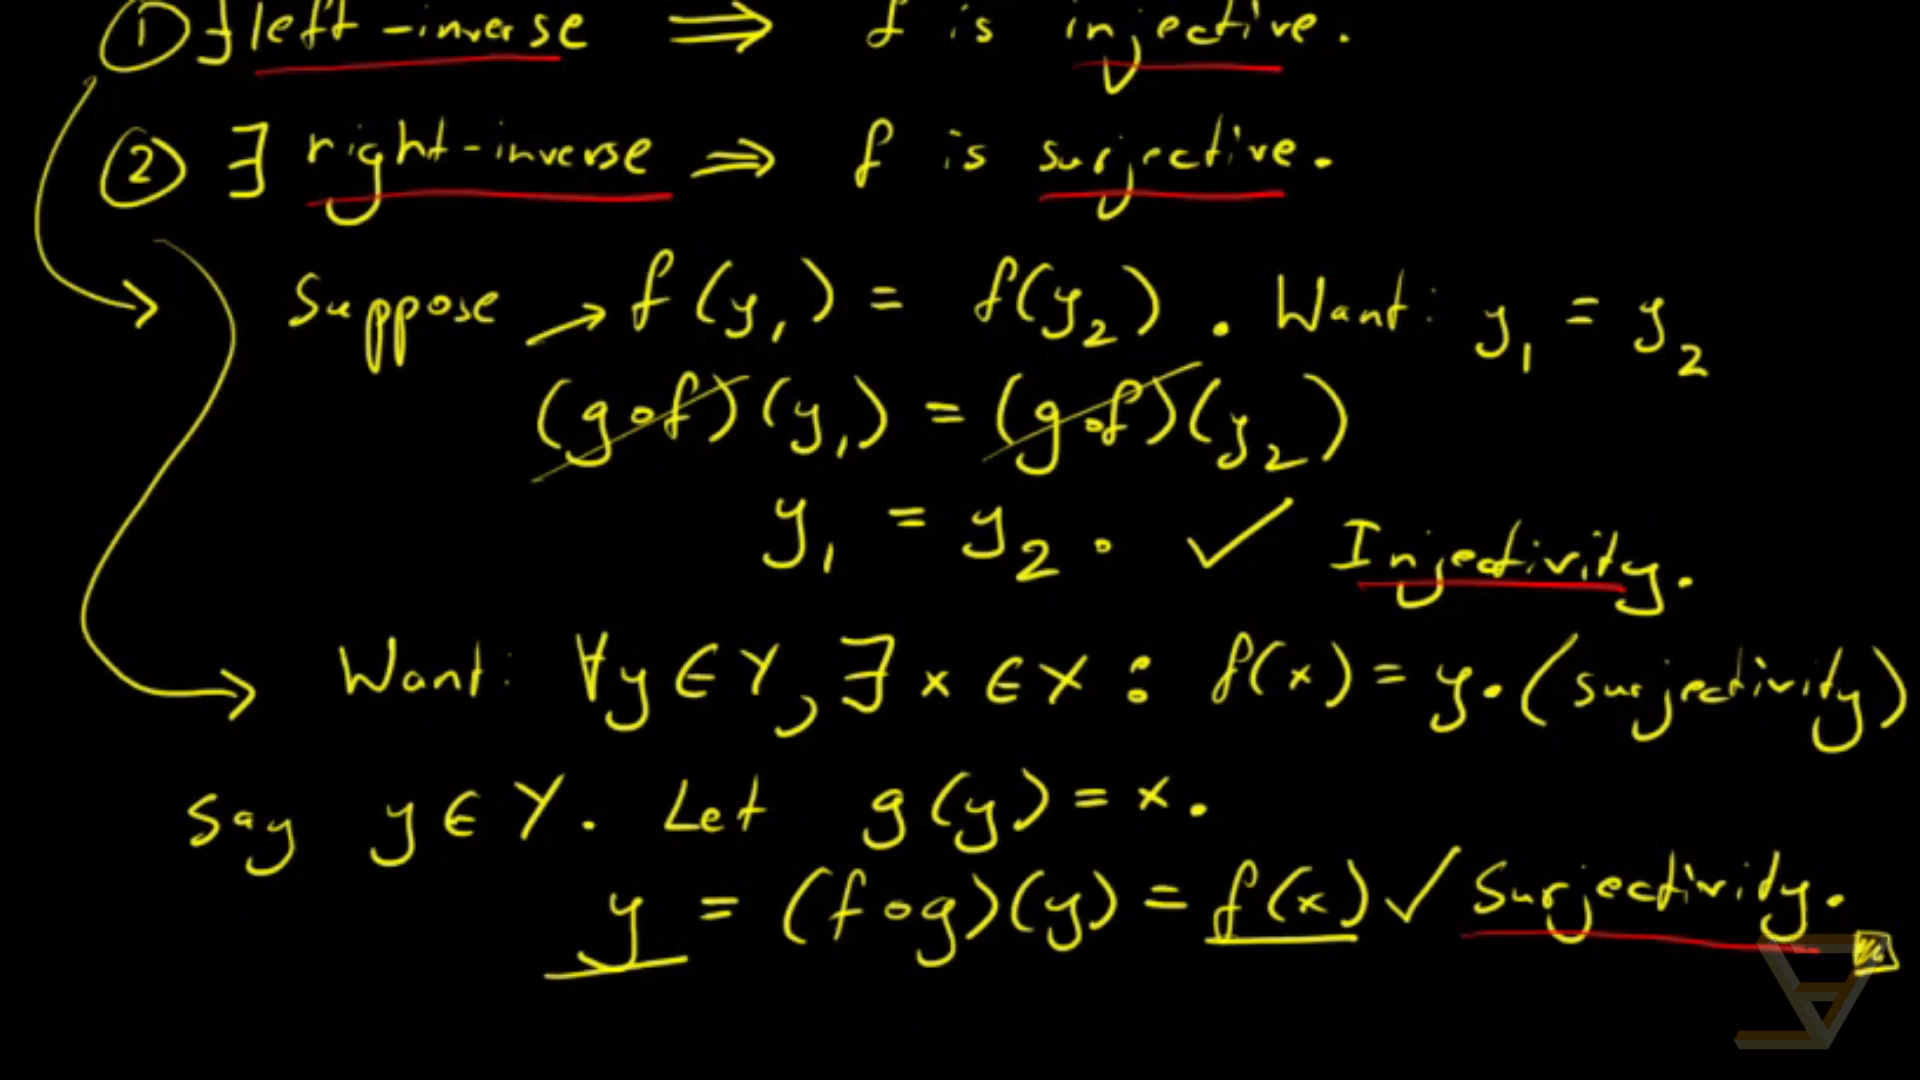 ① ∃ left-inverse ⟹ f is injective.
② ∃ right-inverse ⟹ f is surjective.
Suppose → f(y₁) = f(y₂). Want: y₁ = y₂
(g∘f)(y₁) = (g∘f)(y₂)
y₁ = y₂. ✓ Injectivity.
Want: ∀y∈Y, ∃x∈X : f(x) = y. (surjectivity)
Say y∈Y. Let g(y) = x.
y = (f∘g)(y) = f(x) ✓ Surjectivity.